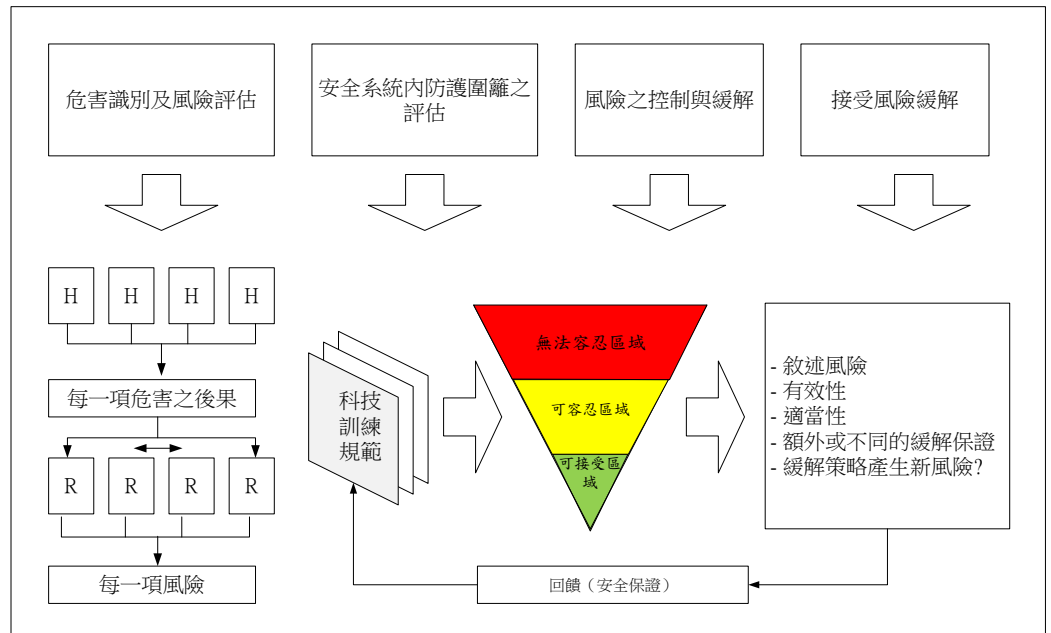 危害識別及風險評估
安全系統內防護圍籬之
評估
風險之控制與緩解
接受風險緩解
H
H
H
H
每一項危害之後果
R
R
R
R
每一項風險
科技
訓練
規範
無法容忍區域
可容忍區域
可接受區
域
- 敘述風險
- 有效性
- 適當性
- 額外或不同的緩解保證
- 緩解策略產生新風險?
回饋（安全保證）